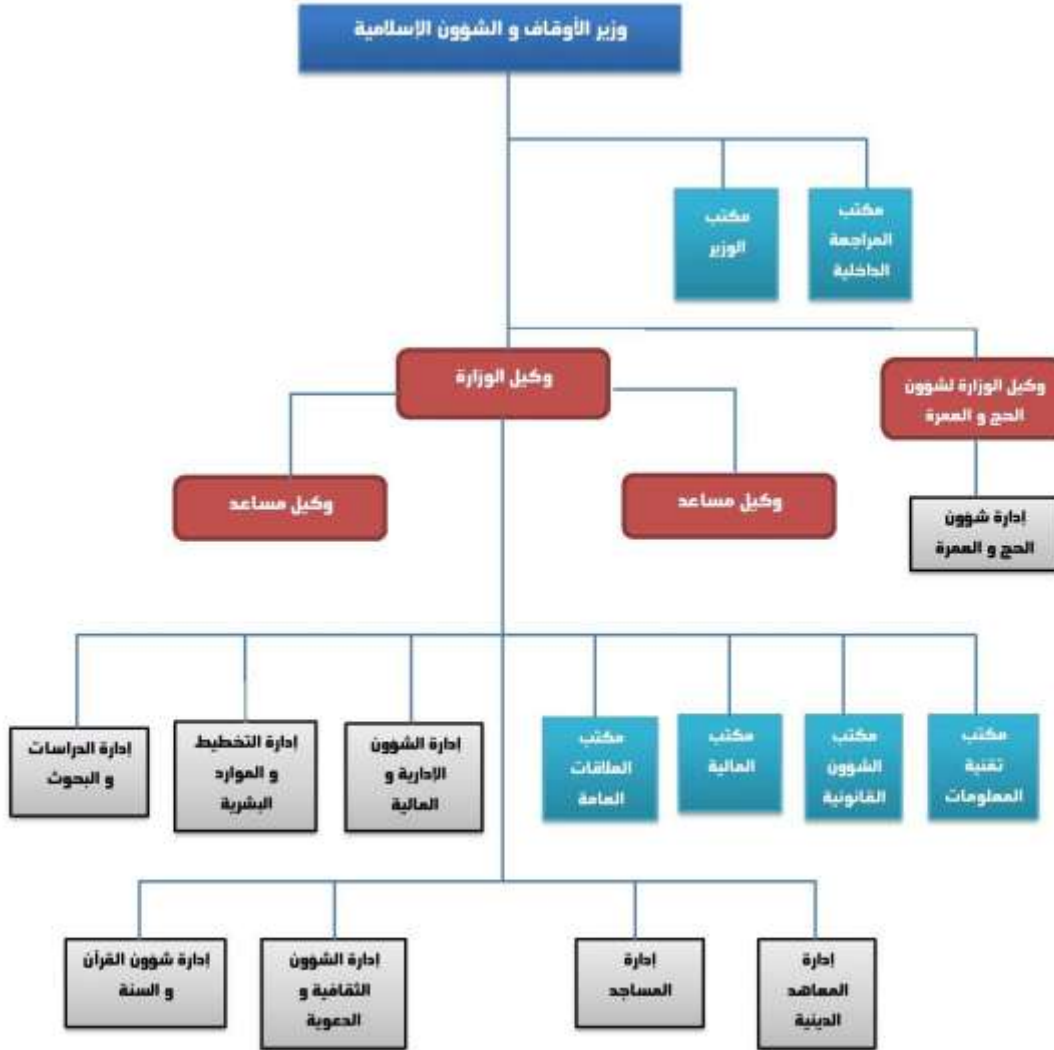 وزير الأوقاف و الشؤون الإسلامية
مكتب
المراجعة
الداخلية
مكتب
الوزير
وكيل الوزارة لشؤون
الحج و العمرة
وكيل الوزارة
وكيل مساعد
وكيل مساعد
إدارة شؤون
الحج و العمرة
مكتب
تقنية
المعلومات
مكتب
الشؤون
القانونية
مكتب
المالية
مكتب
العلاقات
العامة
إدارة الشؤون
الإدارية و
المالية
إدارة التخطيط
و الموارد
البشرية
إدارة الدراسات
و البحوث
إدارة
المعاهد
الدينية
إدارة
المساجد
إدارة الشؤون
الثقافية و
الدعوية
إدارة شؤون القرآن
و السنة